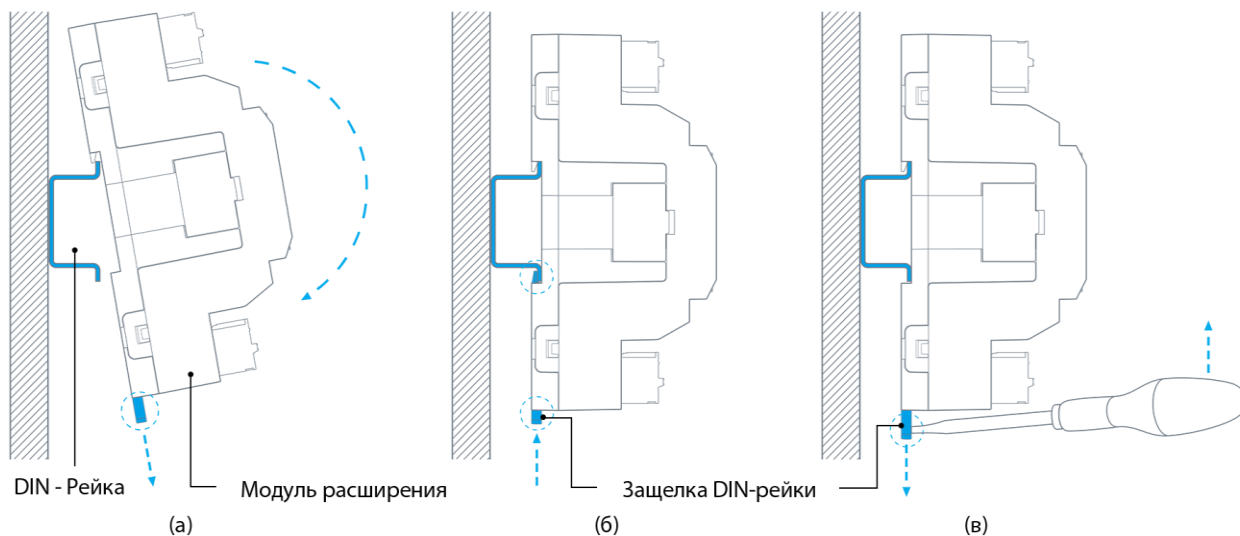 DIN - Рейка
Модуль расширения
Защелка DIN-рейки
(а)
(б)
(в)